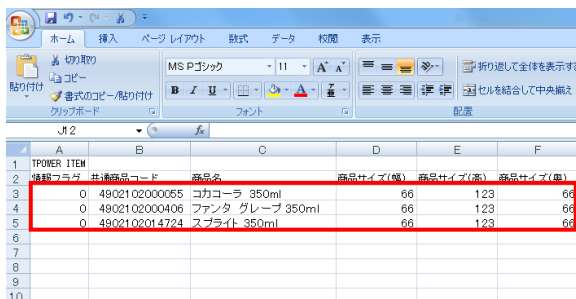 ホーム 挿入 ページ レイアウト 数式 データ 校閲 表示
貼り付け
切り取り
コピー
書式のコピー/貼り付け
クリップボード
MS Pゴシック 11 A A
B I U A
フォント
折り返して全体を表示す
セルを結合して中央揃え
配置
J12 fx
A B C D E F
1 TPOWER ITEM
2 情報フラグ 共通商品コード 商品名 商品サイズ(幅) 商品サイズ(高) 商品サイズ(奥)
3 0 4902102000055 コカコーラ 350ml 66 123 66
4 0 4902102000406 ファンタ グレープ 350ml 66 123 66
5 0 4902102014724 スプライト 350ml 66 123 66
6
7
8
9
10